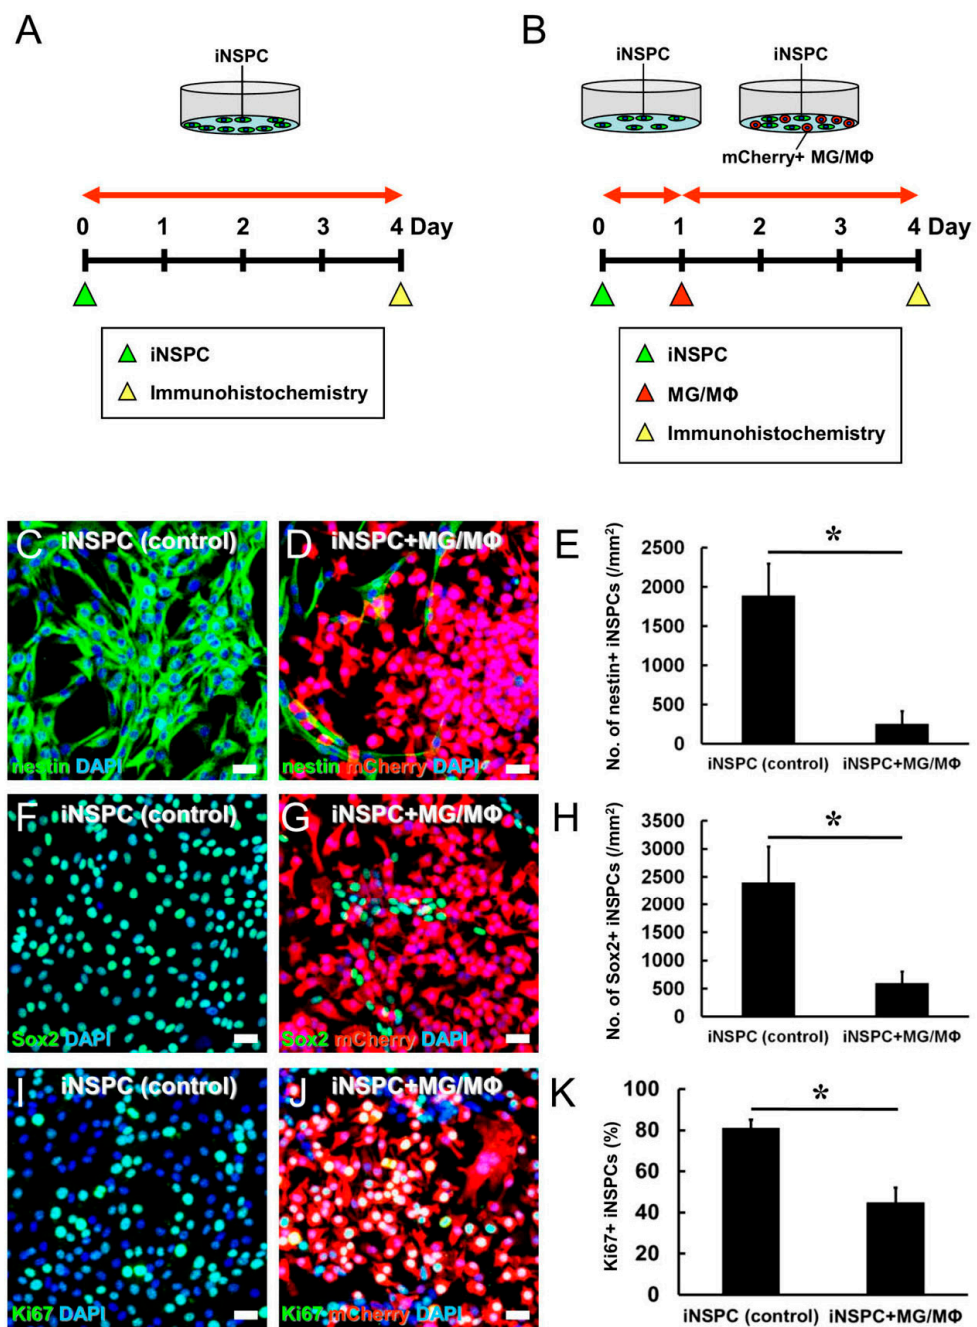 A
iNSPC
0 1 2 3 4 Day
iNSPC
Immunohistochemistry
B
iNSPC iNSPC
mCherry+ MG/MΦ
0 1 2 3 4 Day
iNSPC
MG/MΦ
Immunohistochemistry
C iNSPC (control)
nestin DAPI
D iNSPC+MG/MΦ
nestin mCherry DAPI
E
No. of nestin+ iNSPCs (/mm²)
2500
2000
1500
1000
500
0
*
iNSPC (control) iNSPC+MG/MΦ
F iNSPC (control)
Sox2 DAPI
G iNSPC+MG/MΦ
Sox2 mCherry DAPI
H
No. of Sox2+ iNSPCs (/mm²)
3500
3000
2500
2000
1500
1000
500
0
*
iNSPC (control) iNSPC+MG/MΦ
I iNSPC (control)
Ki67 DAPI
J iNSPC+MG/MΦ
Ki67 mCherry DAPI
K
Ki67+ iNSPCs (%)
100
80
60
40
20
0
*
iNSPC (control) iNSPC+MG/MΦ